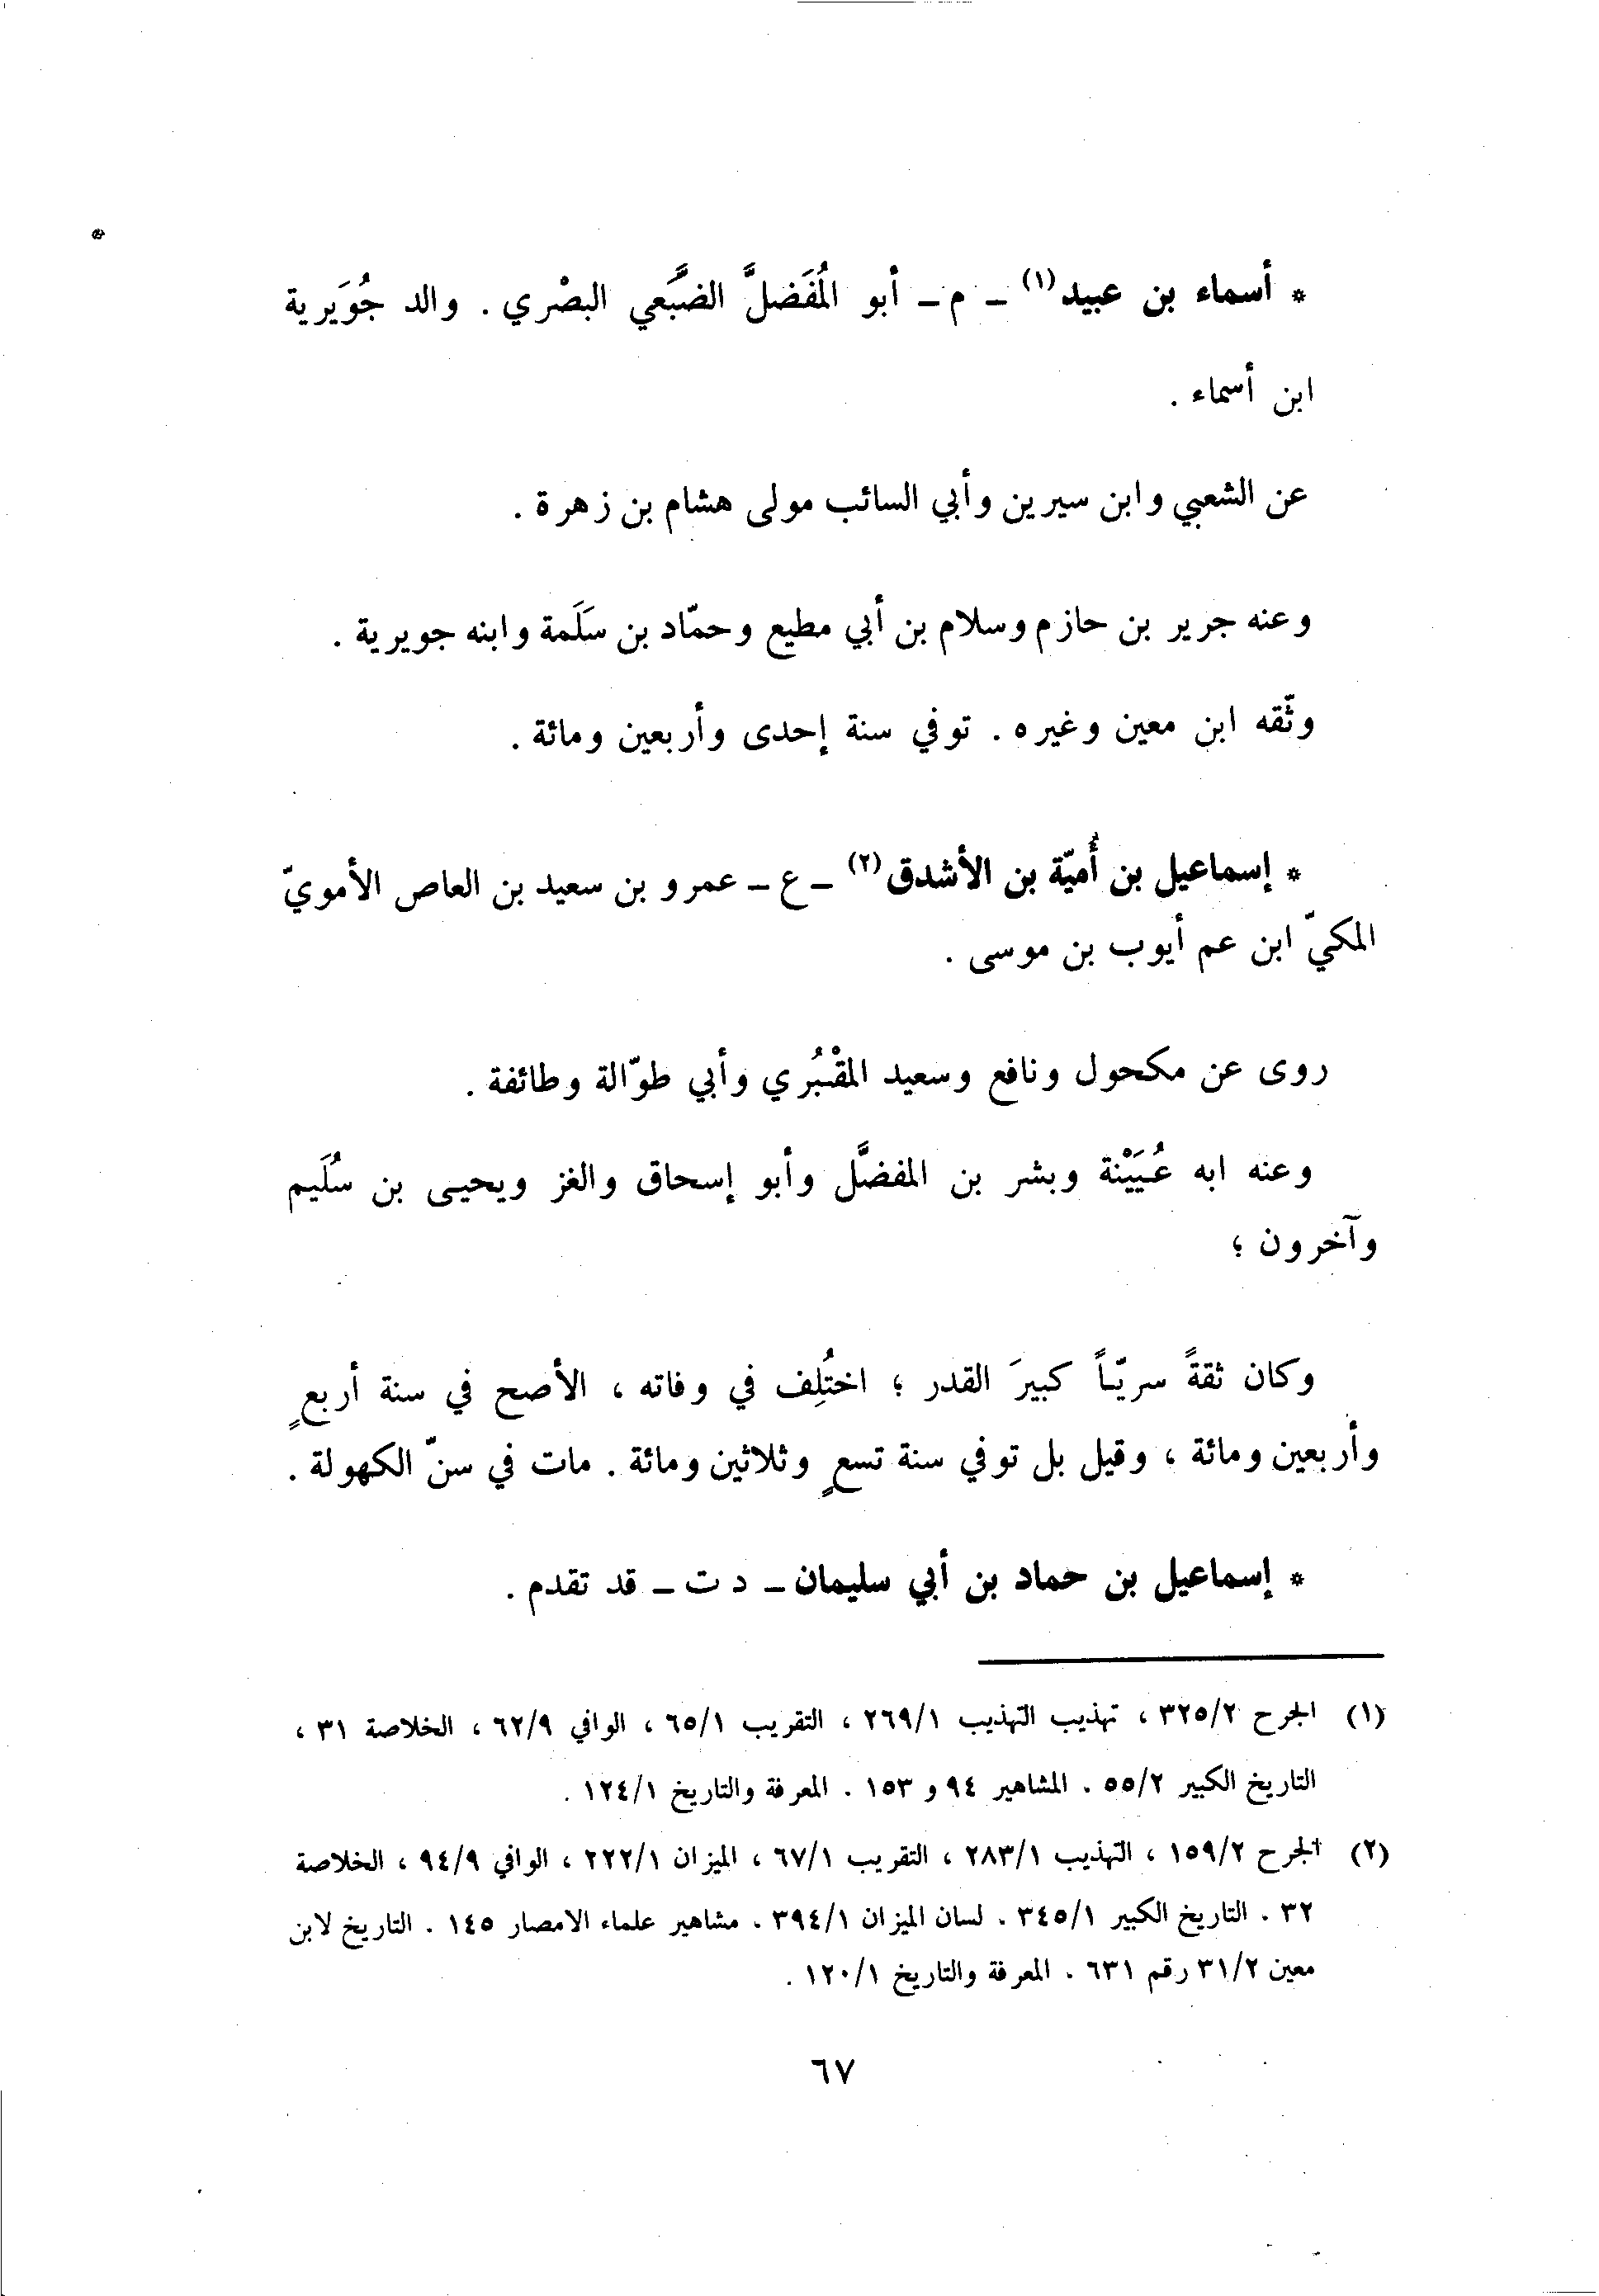 * أسماء بن عبيد(١) ـ م ـ أبو المُفَضلَّ الضبَّعي البصْري . والد جُوَيرية
ابن أسماء .
عن الشعبي وابن سيرين وأبي السائب مولى هشام بن زهرة .
وعنه جرير بن حازم وسلام بن أبي مطيع وحمّاد بن سَلَمة وابنه جويرية .
وثّقه ابن معين وغيره . توفي سنة إحدى وأربعين ومائة .
* إسماعيل بن أُميّة بن الأشدق(٢) ـ ع ـ عمرو بن سعيد بن العاص الأمويّ
المكيّ ابن عم أيوب بن موسى .
روى عن مكحول ونافع وسعيد المقْبُري وأبي طوّالة وطائفة .
وعنه ابه عُيَيْنة وبشر بن المفضَّل وأبو إسحاق والغز ويحيى بن سُلَيم
وآخرون ؛
وكان ثقةً سريّاً كبيرَ القدر ؛ اختُلِف في وفاته ، الأصح في سنة أربعٍ
وأربعين ومائة ، وقيل بل توفي سنة تسعٍ وثلاثين ومائة . مات في سنّ الكهولة .
* إسماعيل بن حماد بن أبي سليمان ـ د ت ـ قد تقدم .
(١) الجرح ٣٢٥/٢ ، تهذيب التهذيب ٢٦٩/١ ، التقريب ٦٥/١ ، الوافي ٦٢/٩ ، الخلاصة ٣١ ،
التاريخ الكبير ٥٥/٢ . المشاهير ٩٤ و ١٥٣ . المعرفة والتاريخ ١٢٤/١ .
(٢) الجرح ١٥٩/٢ ، التهذيب ٢٨٣/١ ، التقريب ٦٧/١ ، الميزان ٢٢٢/١ ، الوافي ٩٤/٩ ، الخلاصة
٣٢ . التاريخ الكبير ٣٤٥/١ . لسان الميزان ٣٩٤/١ . مشاهير علماء الامصار ١٤٥ . التاريخ لابن
معين ٣١/٢ رقم ٦٣١ . المعرفة والتاريخ ١٢٠/١ .
٦٧